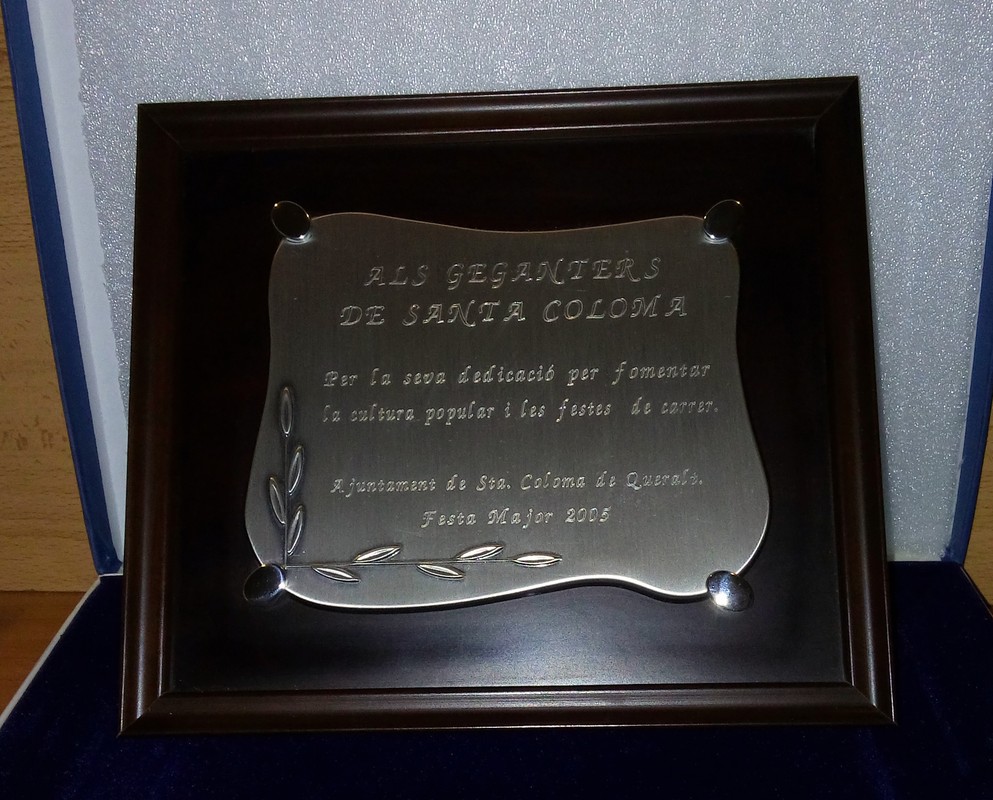 ALS GEGANTERS
DE SANTA COLOMA
Per la seva dedicació per fomentar
la cultura popular i les festes de carrer.
Ajuntament de Sta. Coloma de Queralt.
Festa Major 2005